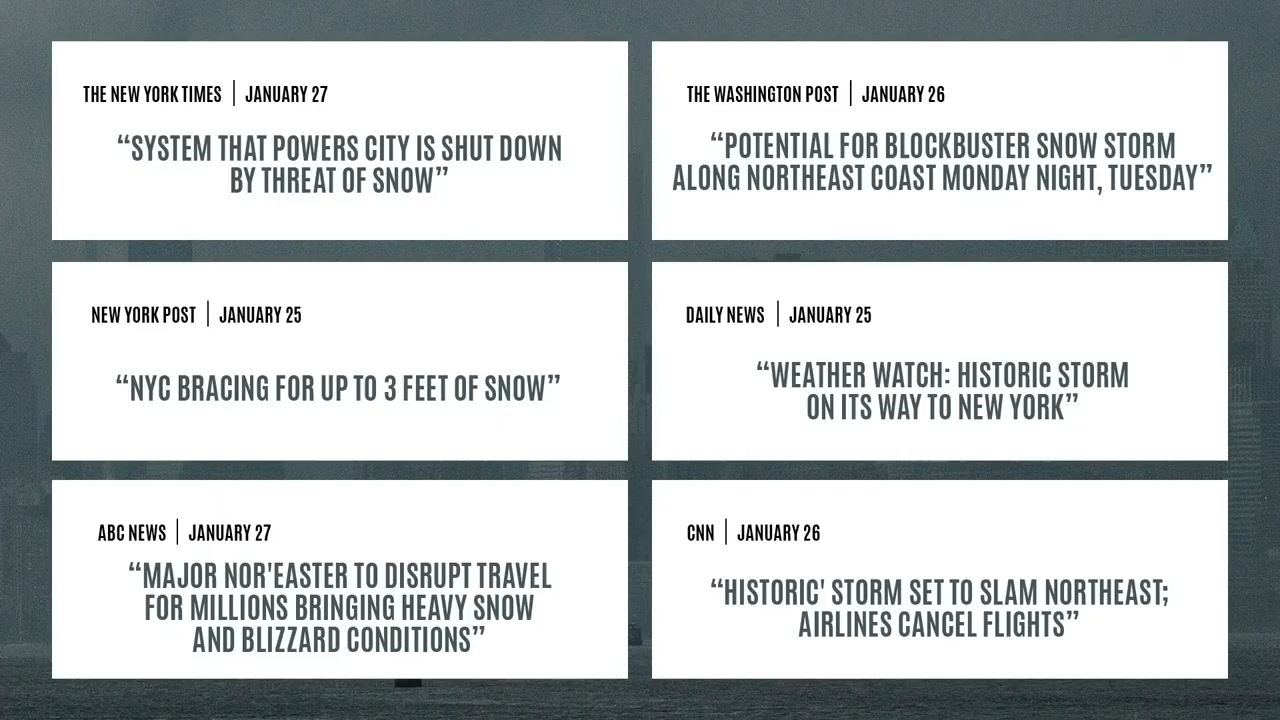 THE NEW YORK TIMES | JANUARY 27
“SYSTEM THAT POWERS CITY IS SHUT DOWN
BY THREAT OF SNOW”
THE WASHINGTON POST | JANUARY 26
“POTENTIAL FOR BLOCKBUSTER SNOW STORM
ALONG NORTHEAST COAST MONDAY NIGHT, TUESDAY”
NEW YORK POST | JANUARY 25
“NYC BRACING FOR UP TO 3 FEET OF SNOW”
DAILY NEWS | JANUARY 25
“WEATHER WATCH: HISTORIC STORM
ON ITS WAY TO NEW YORK”
ABC NEWS | JANUARY 27
“MAJOR NOR'EASTER TO DISRUPT TRAVEL
FOR MILLIONS BRINGING HEAVY SNOW
AND BLIZZARD CONDITIONS”
CNN | JANUARY 26
“HISTORIC' STORM SET TO SLAM NORTHEAST;
AIRLINES CANCEL FLIGHTS”